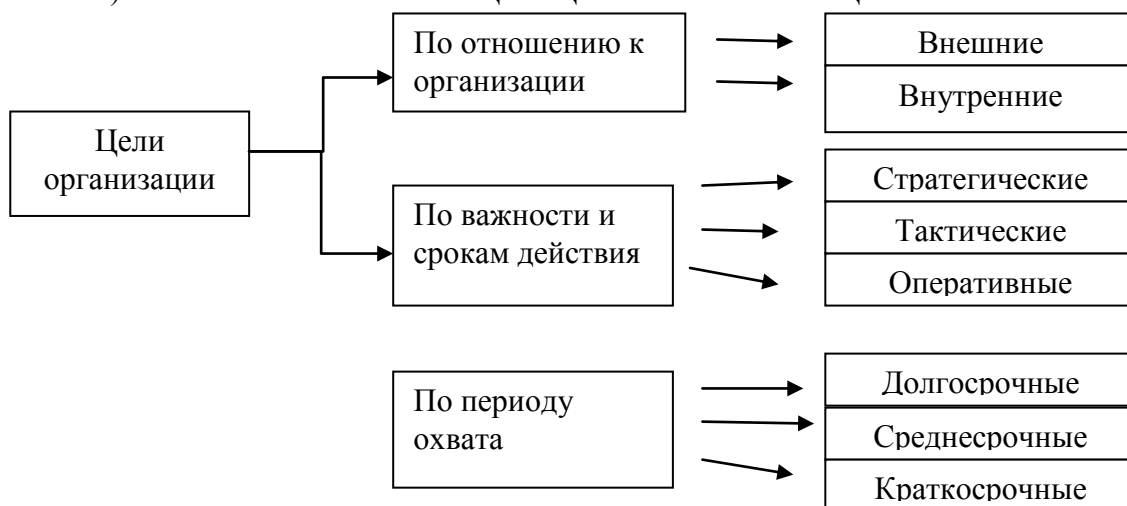 По отношению к
организации
Внешние
Внутренние
Цели
организации
По важности и
срокам действия
Стратегические
Тактические
Оперативные
По периоду
охвата
Долгосрочные
Среднесрочные
Краткосрочные